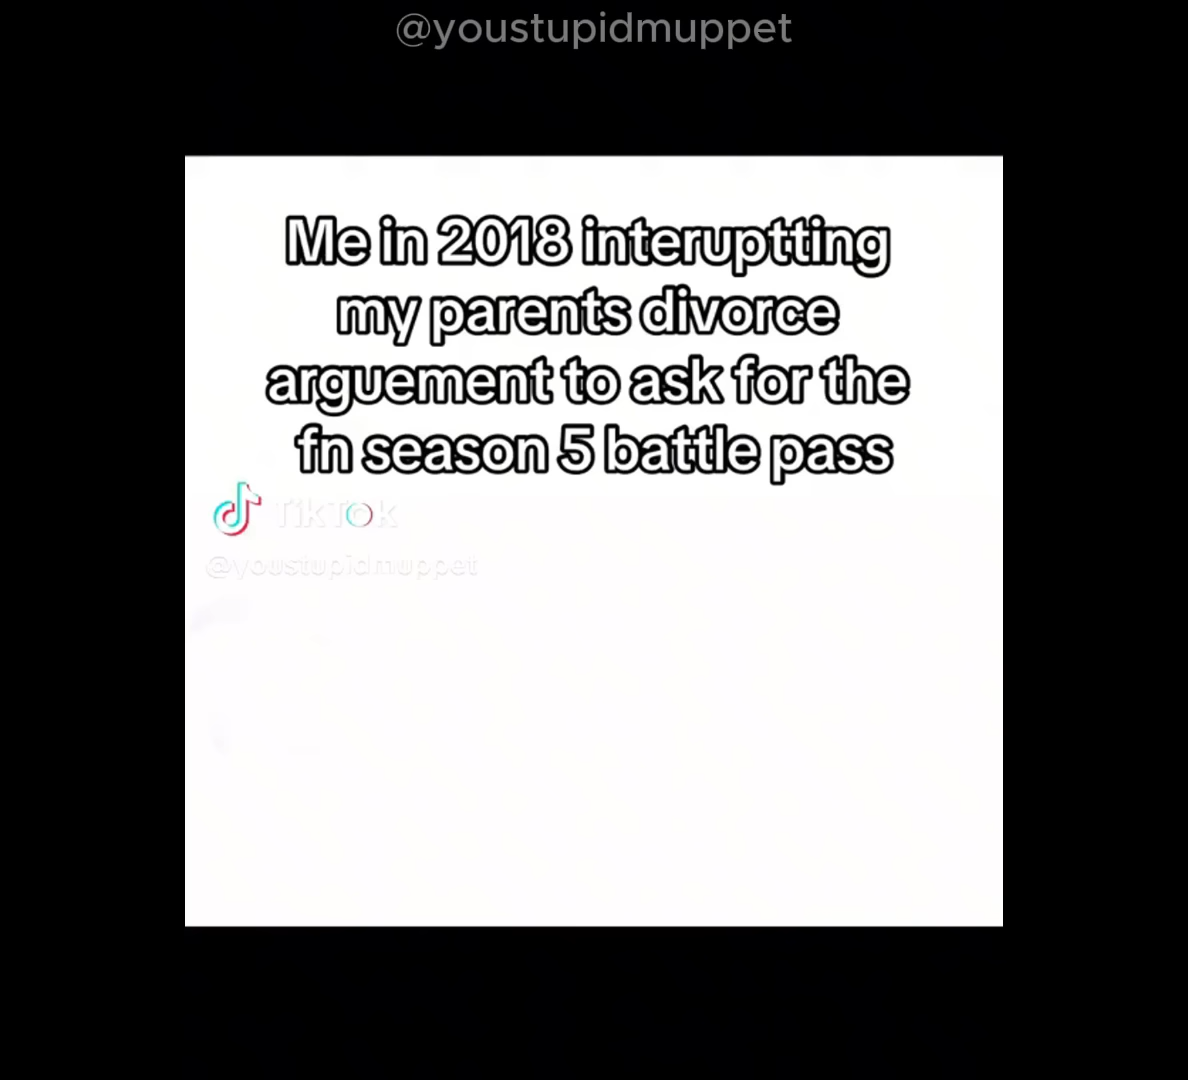 @youstupidmuppet
Me in 2018 interuptting
my parents divorce
arguement to ask for the
fn season 5 battle pass
TikTok
@youstupidmuppet